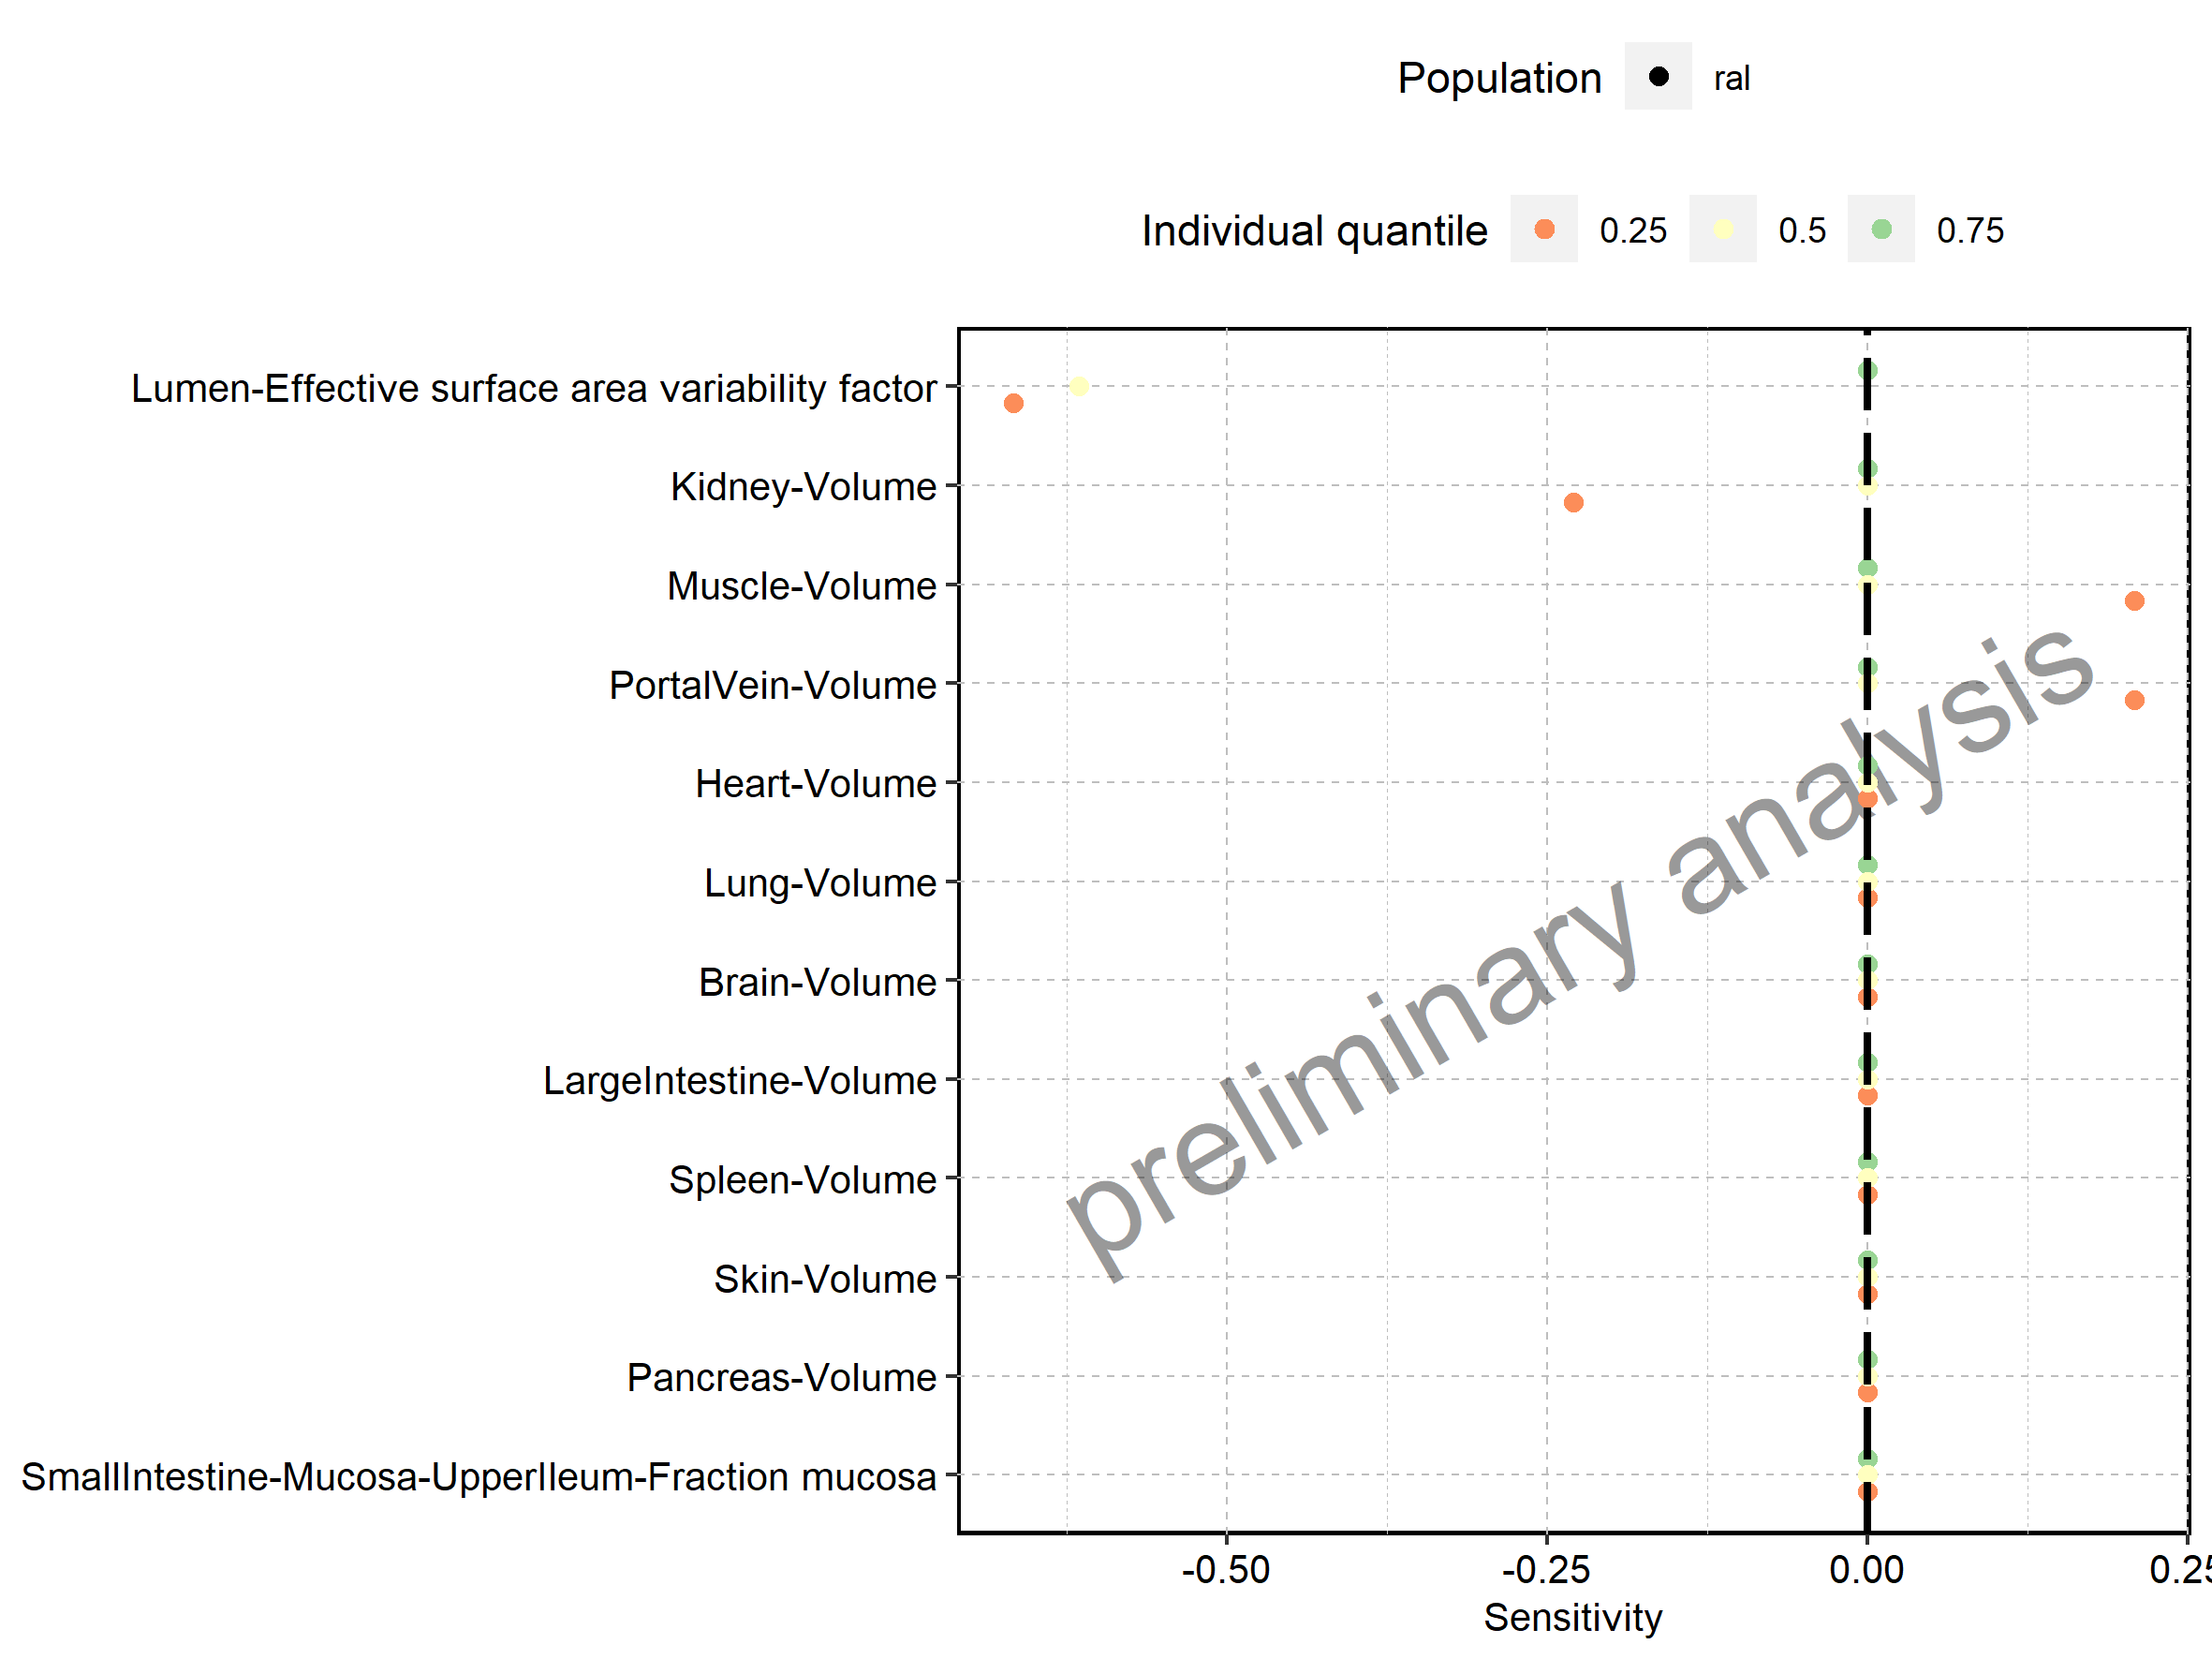 Population ral
Individual quantile 0.25 0.5 0.75
Lumen-Effective surface area variability factor
Kidney-Volume
Muscle-Volume
PortalVein-Volume
Heart-Volume
Lung-Volume
Brain-Volume
LargeIntestine-Volume
Spleen-Volume
Skin-Volume
Pancreas-Volume
SmallIntestine-Mucosa-UpperIleum-Fraction mucosa
preliminary analysis
-0.50 -0.25 0.00 0.25
Sensitivity